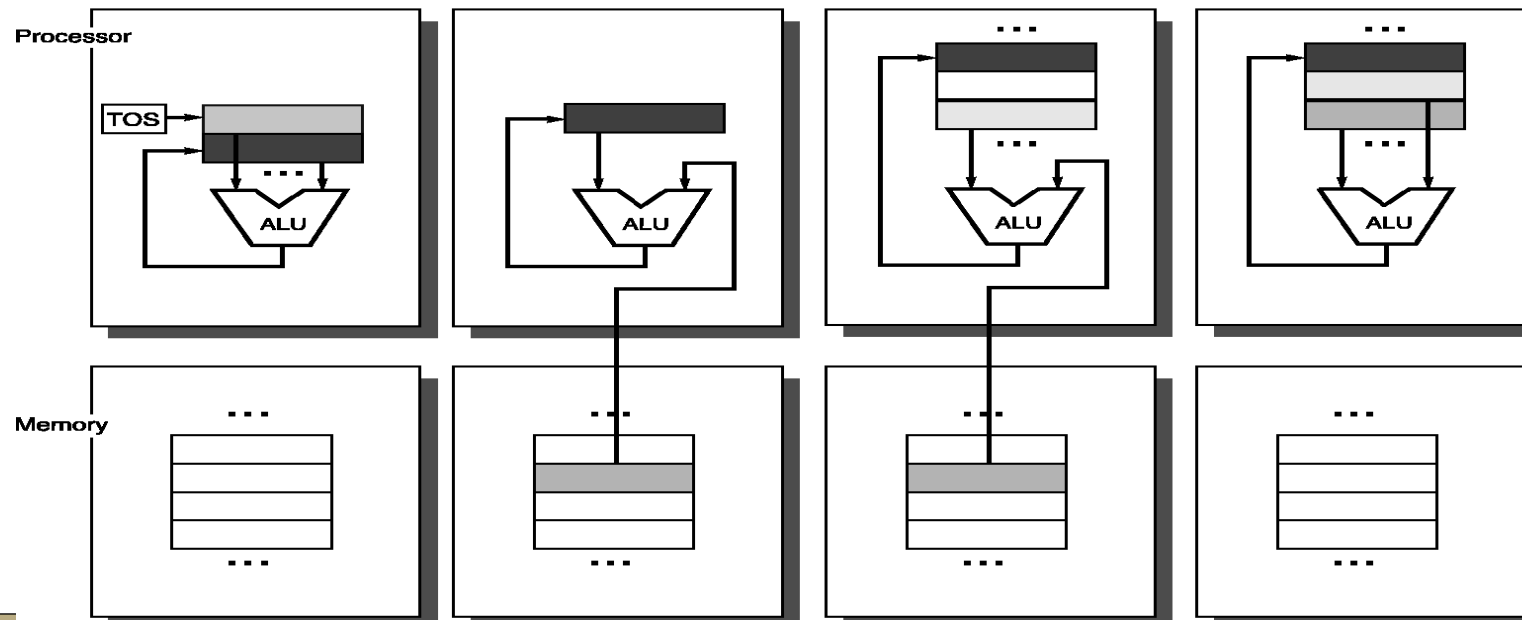 Processor
TOS
ALU
ALU
ALU
ALU
Memory